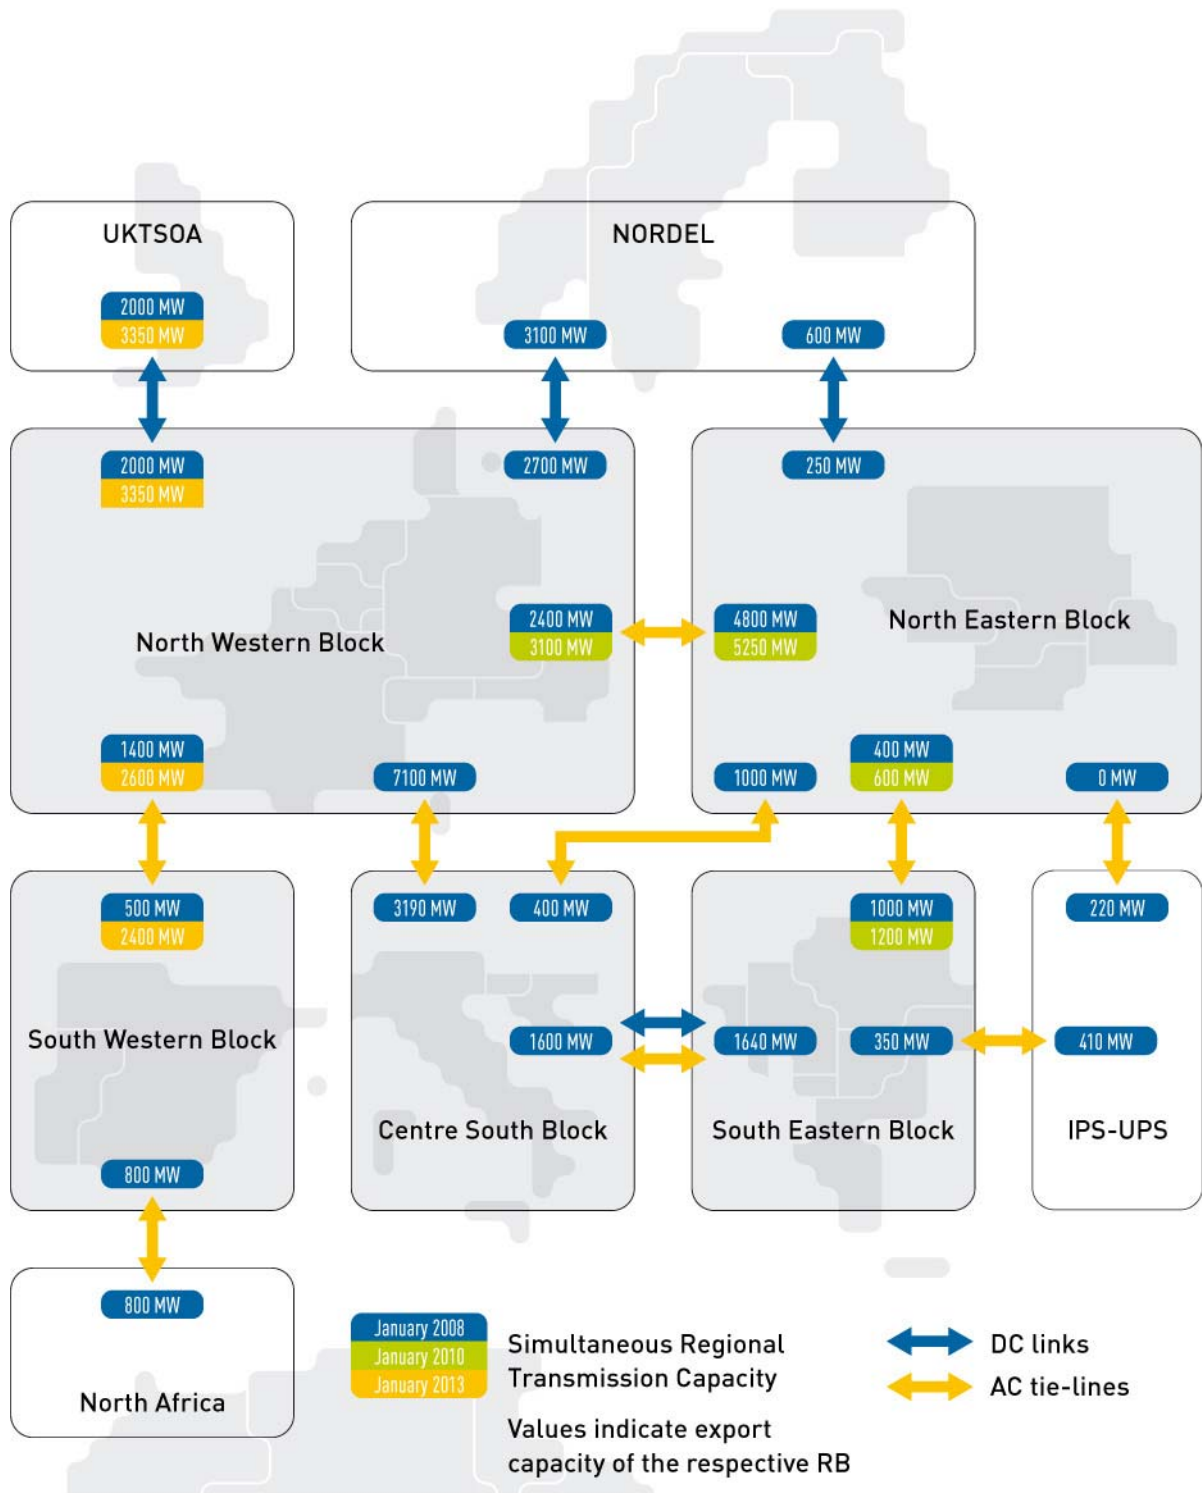 UKTSOA
NORDEL
2000 MW
3350 MW
3100 MW
600 MW
2000 MW
3350 MW
2700 MW
250 MW
North Western Block
2400 MW
3100 MW
4800 MW
5250 MW
North Eastern Block
1400 MW
2600 MW
7100 MW
1000 MW
400 MW
600 MW
0 MW
500 MW
2400 MW
3190 MW
400 MW
1000 MW
1200 MW
220 MW
South Western Block
1600 MW
1640 MW
350 MW
410 MW
Centre South Block
South Eastern Block
IPS-UPS
800 MW
800 MW
North Africa
January 2008
January 2010
January 2013
Simultaneous Regional
Transmission Capacity
Values indicate export
capacity of the respective RB
DC links
AC tie-lines